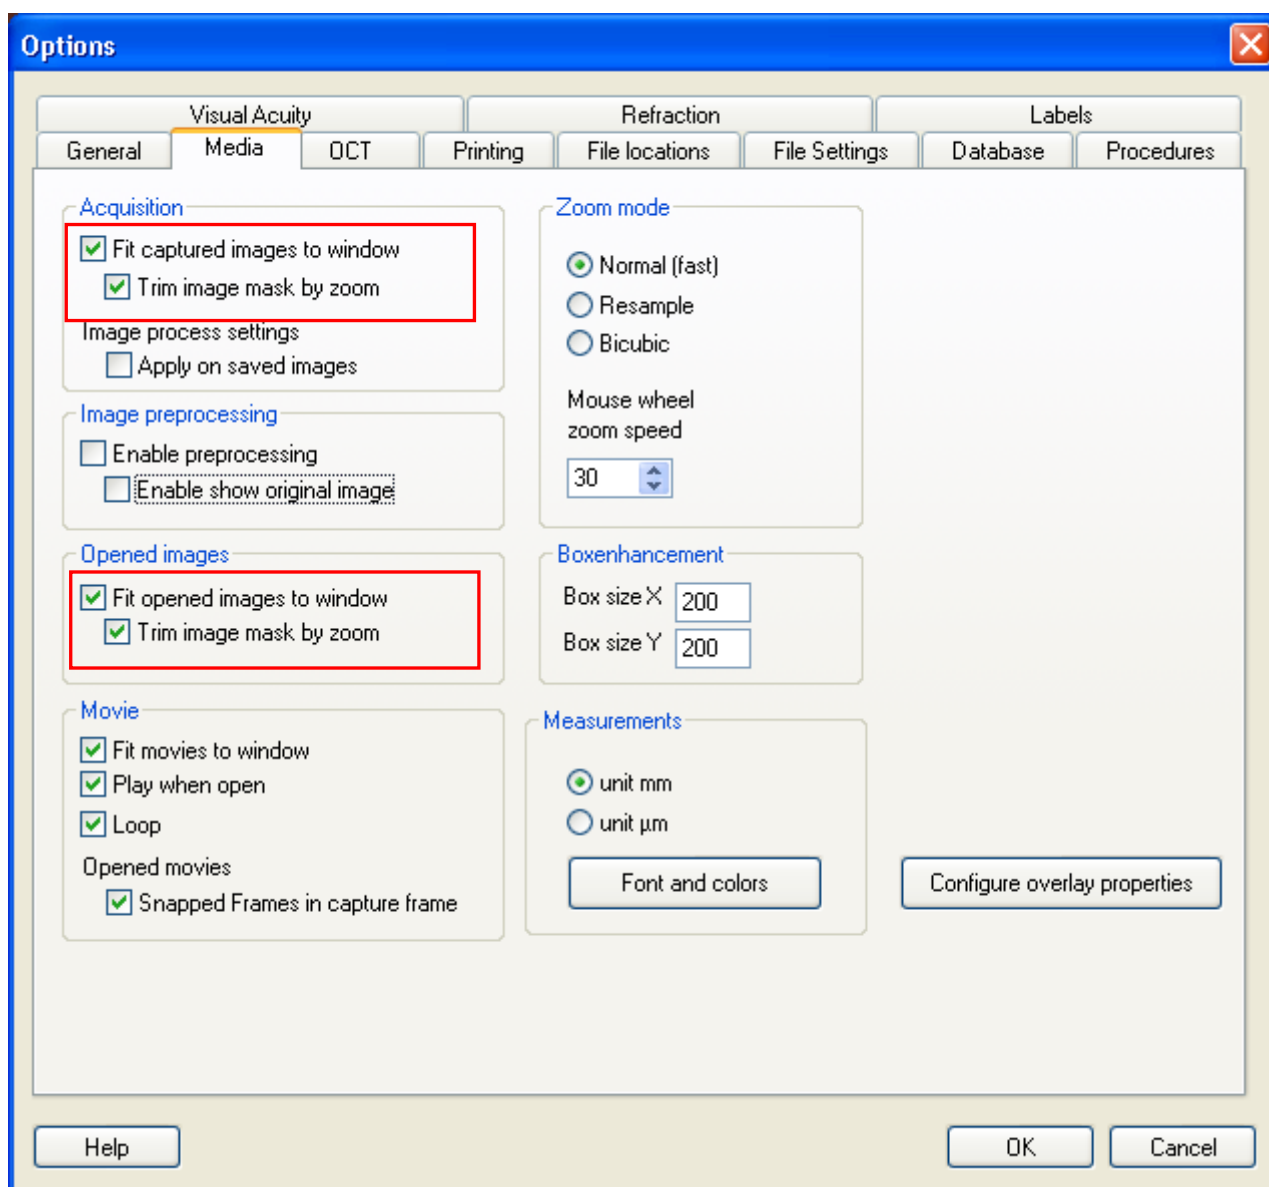 Options
Visual Acuity
Refraction
Labels
General
Media
OCT
Printing
File locations
File Settings
Database
Procedures
Acquisition
Fit captured images to window
Trim image mask by zoom
Image process settings
Apply on saved images
Image preprocessing
Enable preprocessing
Enable show original image
Opened images
Fit opened images to window
Trim image mask by zoom
Movie
Fit movies to window
Play when open
Loop
Opened movies
Snapped Frames in capture frame
Zoom mode
Normal (fast)
Resample
Bicubic
Mouse wheel
zoom speed
30
Boxenhancement
Box size X 200
Box size Y 200
Measurements
unit mm
unit µm
Font and colors
Configure overlay properties
Help
OK
Cancel